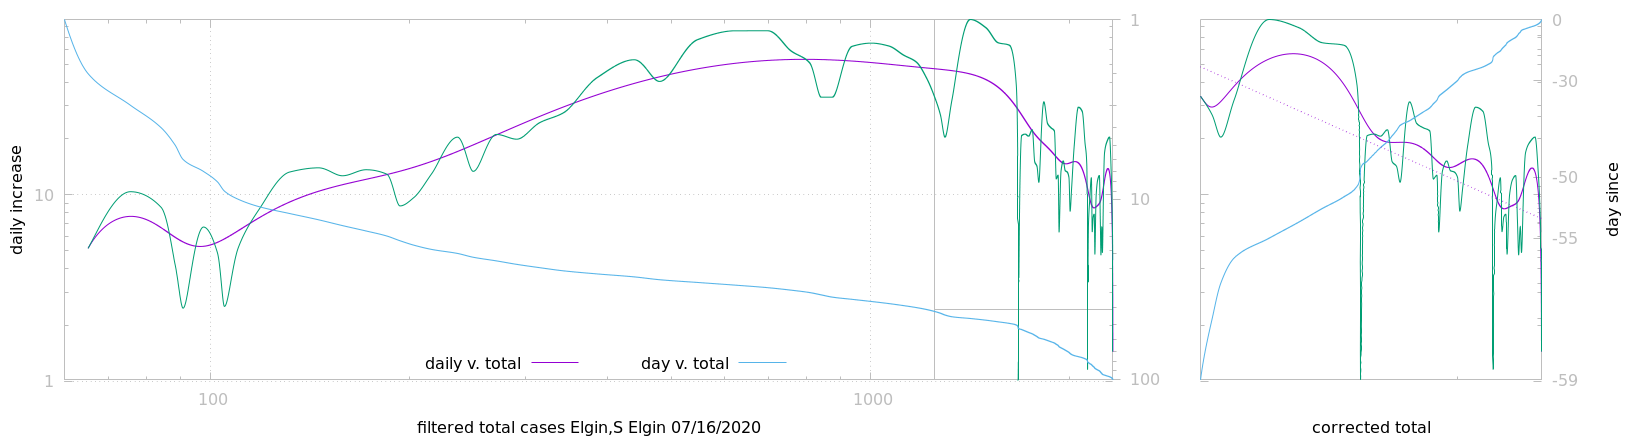 daily increase
10
1
100
1000
daily v. total
day v. total
filtered total cases Elgin,S Elgin 07/16/2020
1
10
100
0
-30
-50
-55
-59
day since
corrected total